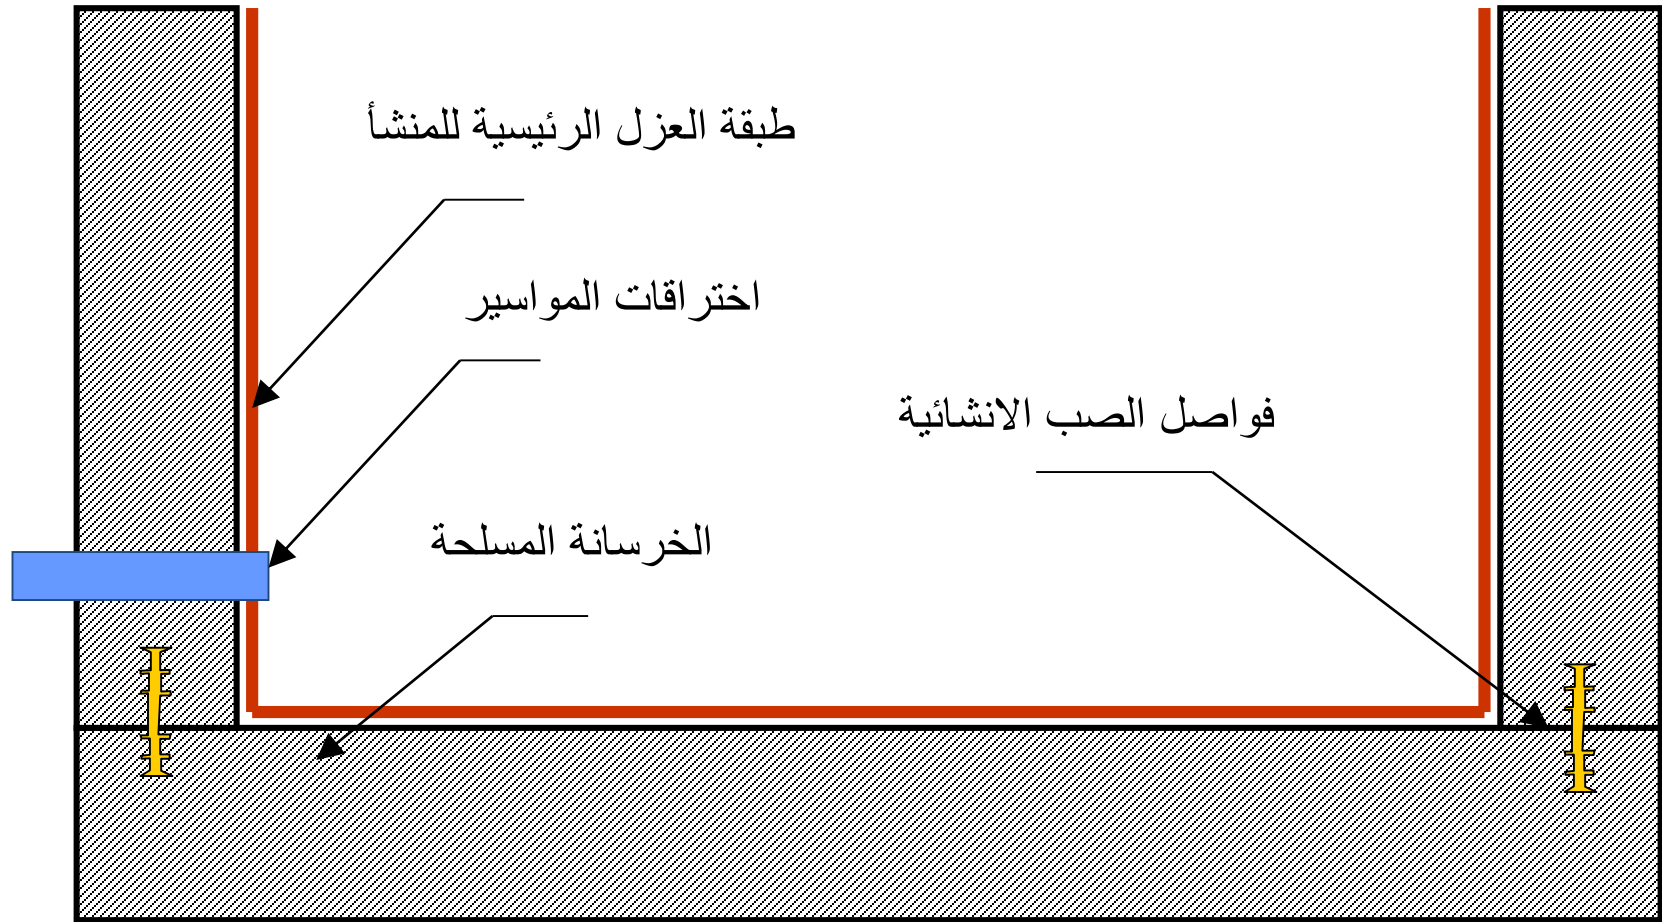 طبقة العزل الرئيسية للمنشأ
اختراقات المواسير
فواصل الصب الانشائية
الخرسانة المسلحة